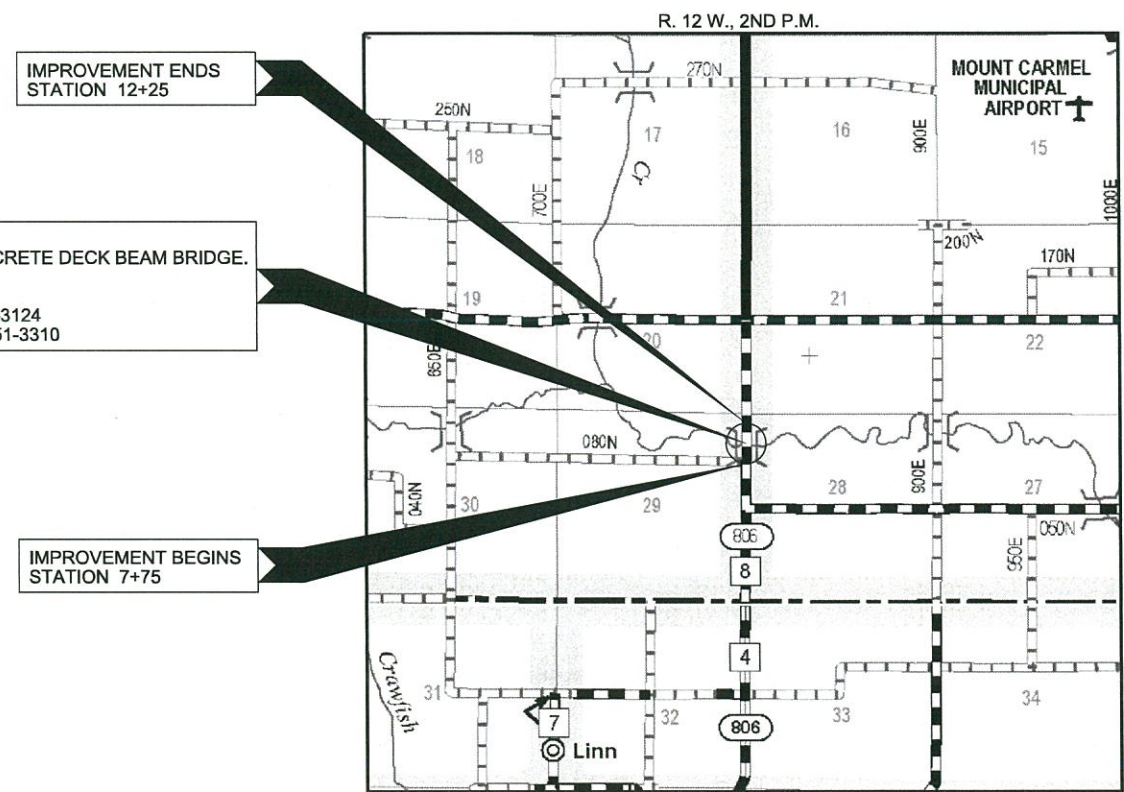 R. 12 W., 2ND P.M.
IMPROVEMENT ENDS
STATION 12+25
CRETE DECK BEAM BRIDGE.
3124
51-3310
IMPROVEMENT BEGINS
STATION 7+75
MOUNT CARMEL
MUNICIPAL
AIRPORT
270N
250N
18
17
16
15
900E
1000E
700E
Cr
200N
170N
19
20
21
22
650E
080N
040N
30
29
28
27
900E
050N
950E
806
8
4
Crawfish
31
32
33
34
7
806
Linn